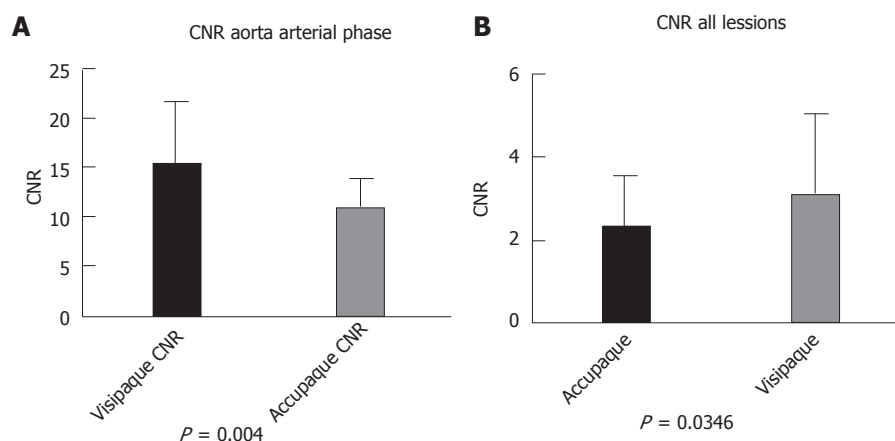 A
CNR aorta arterial phase
25
20
15
10
5
0
CNR
Visipaque CNR
Accupaque CNR
P = 0.004
B
CNR all lessions
6
4
2
0
CNR
Accupaque
Visipaque
P = 0.0346